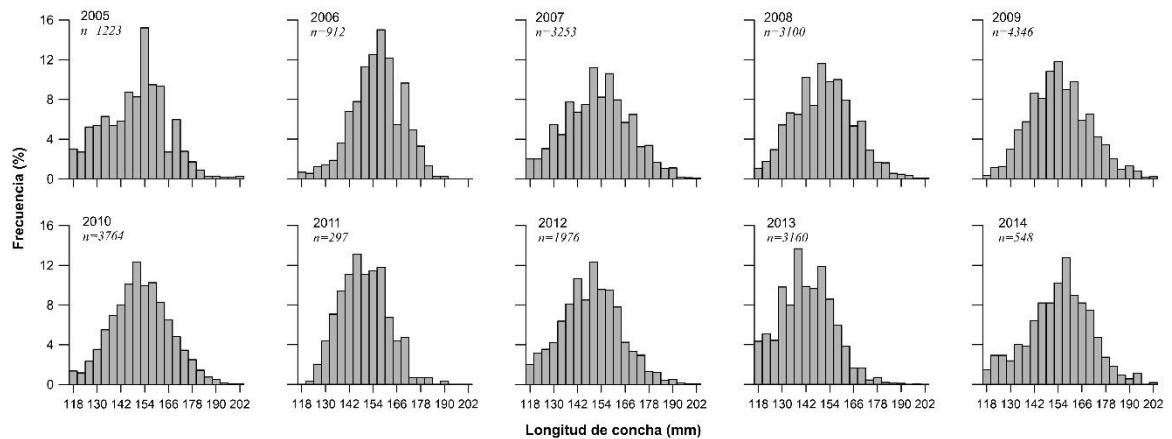 Frecuencia (%)
16
12
8
4
0
2005
n=1223
2006
n=912
2007
n=3253
2008
n=3100
2009
n=4346
16
12
8
4
0
2010
n=3764
2011
n=297
2012
n=1976
2013
n=3160
2014
n=548
118 130 142 154 166 178 190 202
118 130 142 154 166 178 190 202
118 130 142 154 166 178 190 202
118 130 142 154 166 178 190 202
118 130 142 154 166 178 190 202
Longitud de concha (mm)